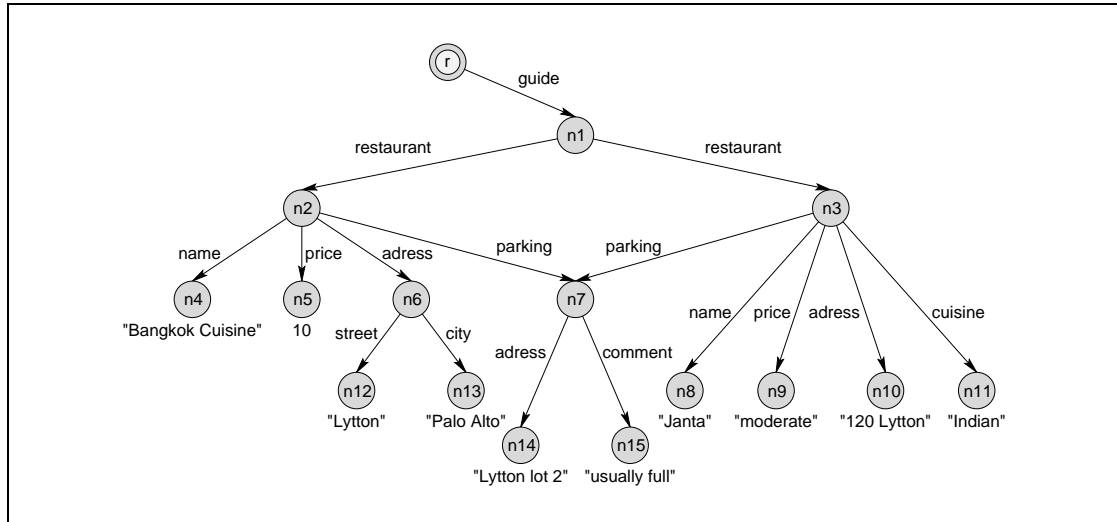 r
guide
n1
restaurant restaurant
n2 n3
name price adress parking parking
n4 n5 n6 n7 name price adress cuisine
"Bangkok Cuisine" 10
street city adress comment
n12 n13 n8 n9 n10 n11
"Lytton" "Palo Alto" "Janta" "moderate" "120 Lytton" "Indian"
n14 n15
"Lytton lot 2" "usually full"